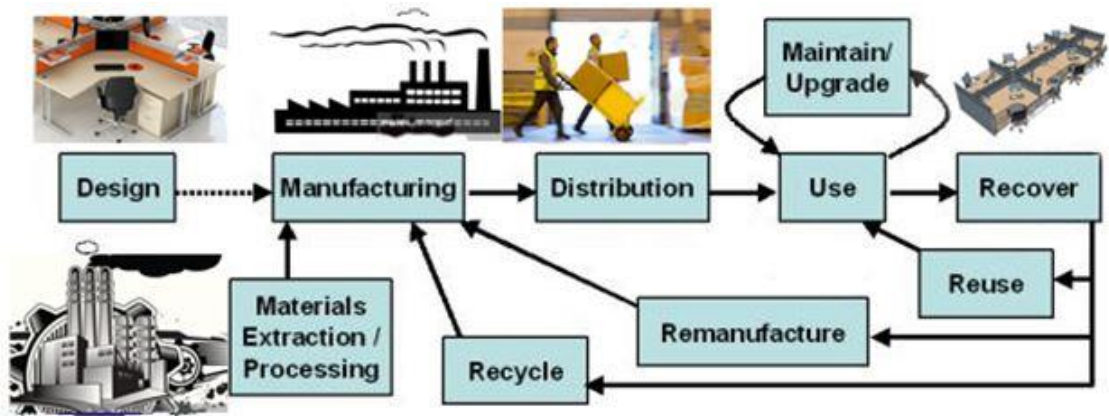 Maintain/
Upgrade
Design
Manufacturing
Distribution
Use
Recover
Materials
Extraction /
Processing
Recycle
Remanufacture
Reuse